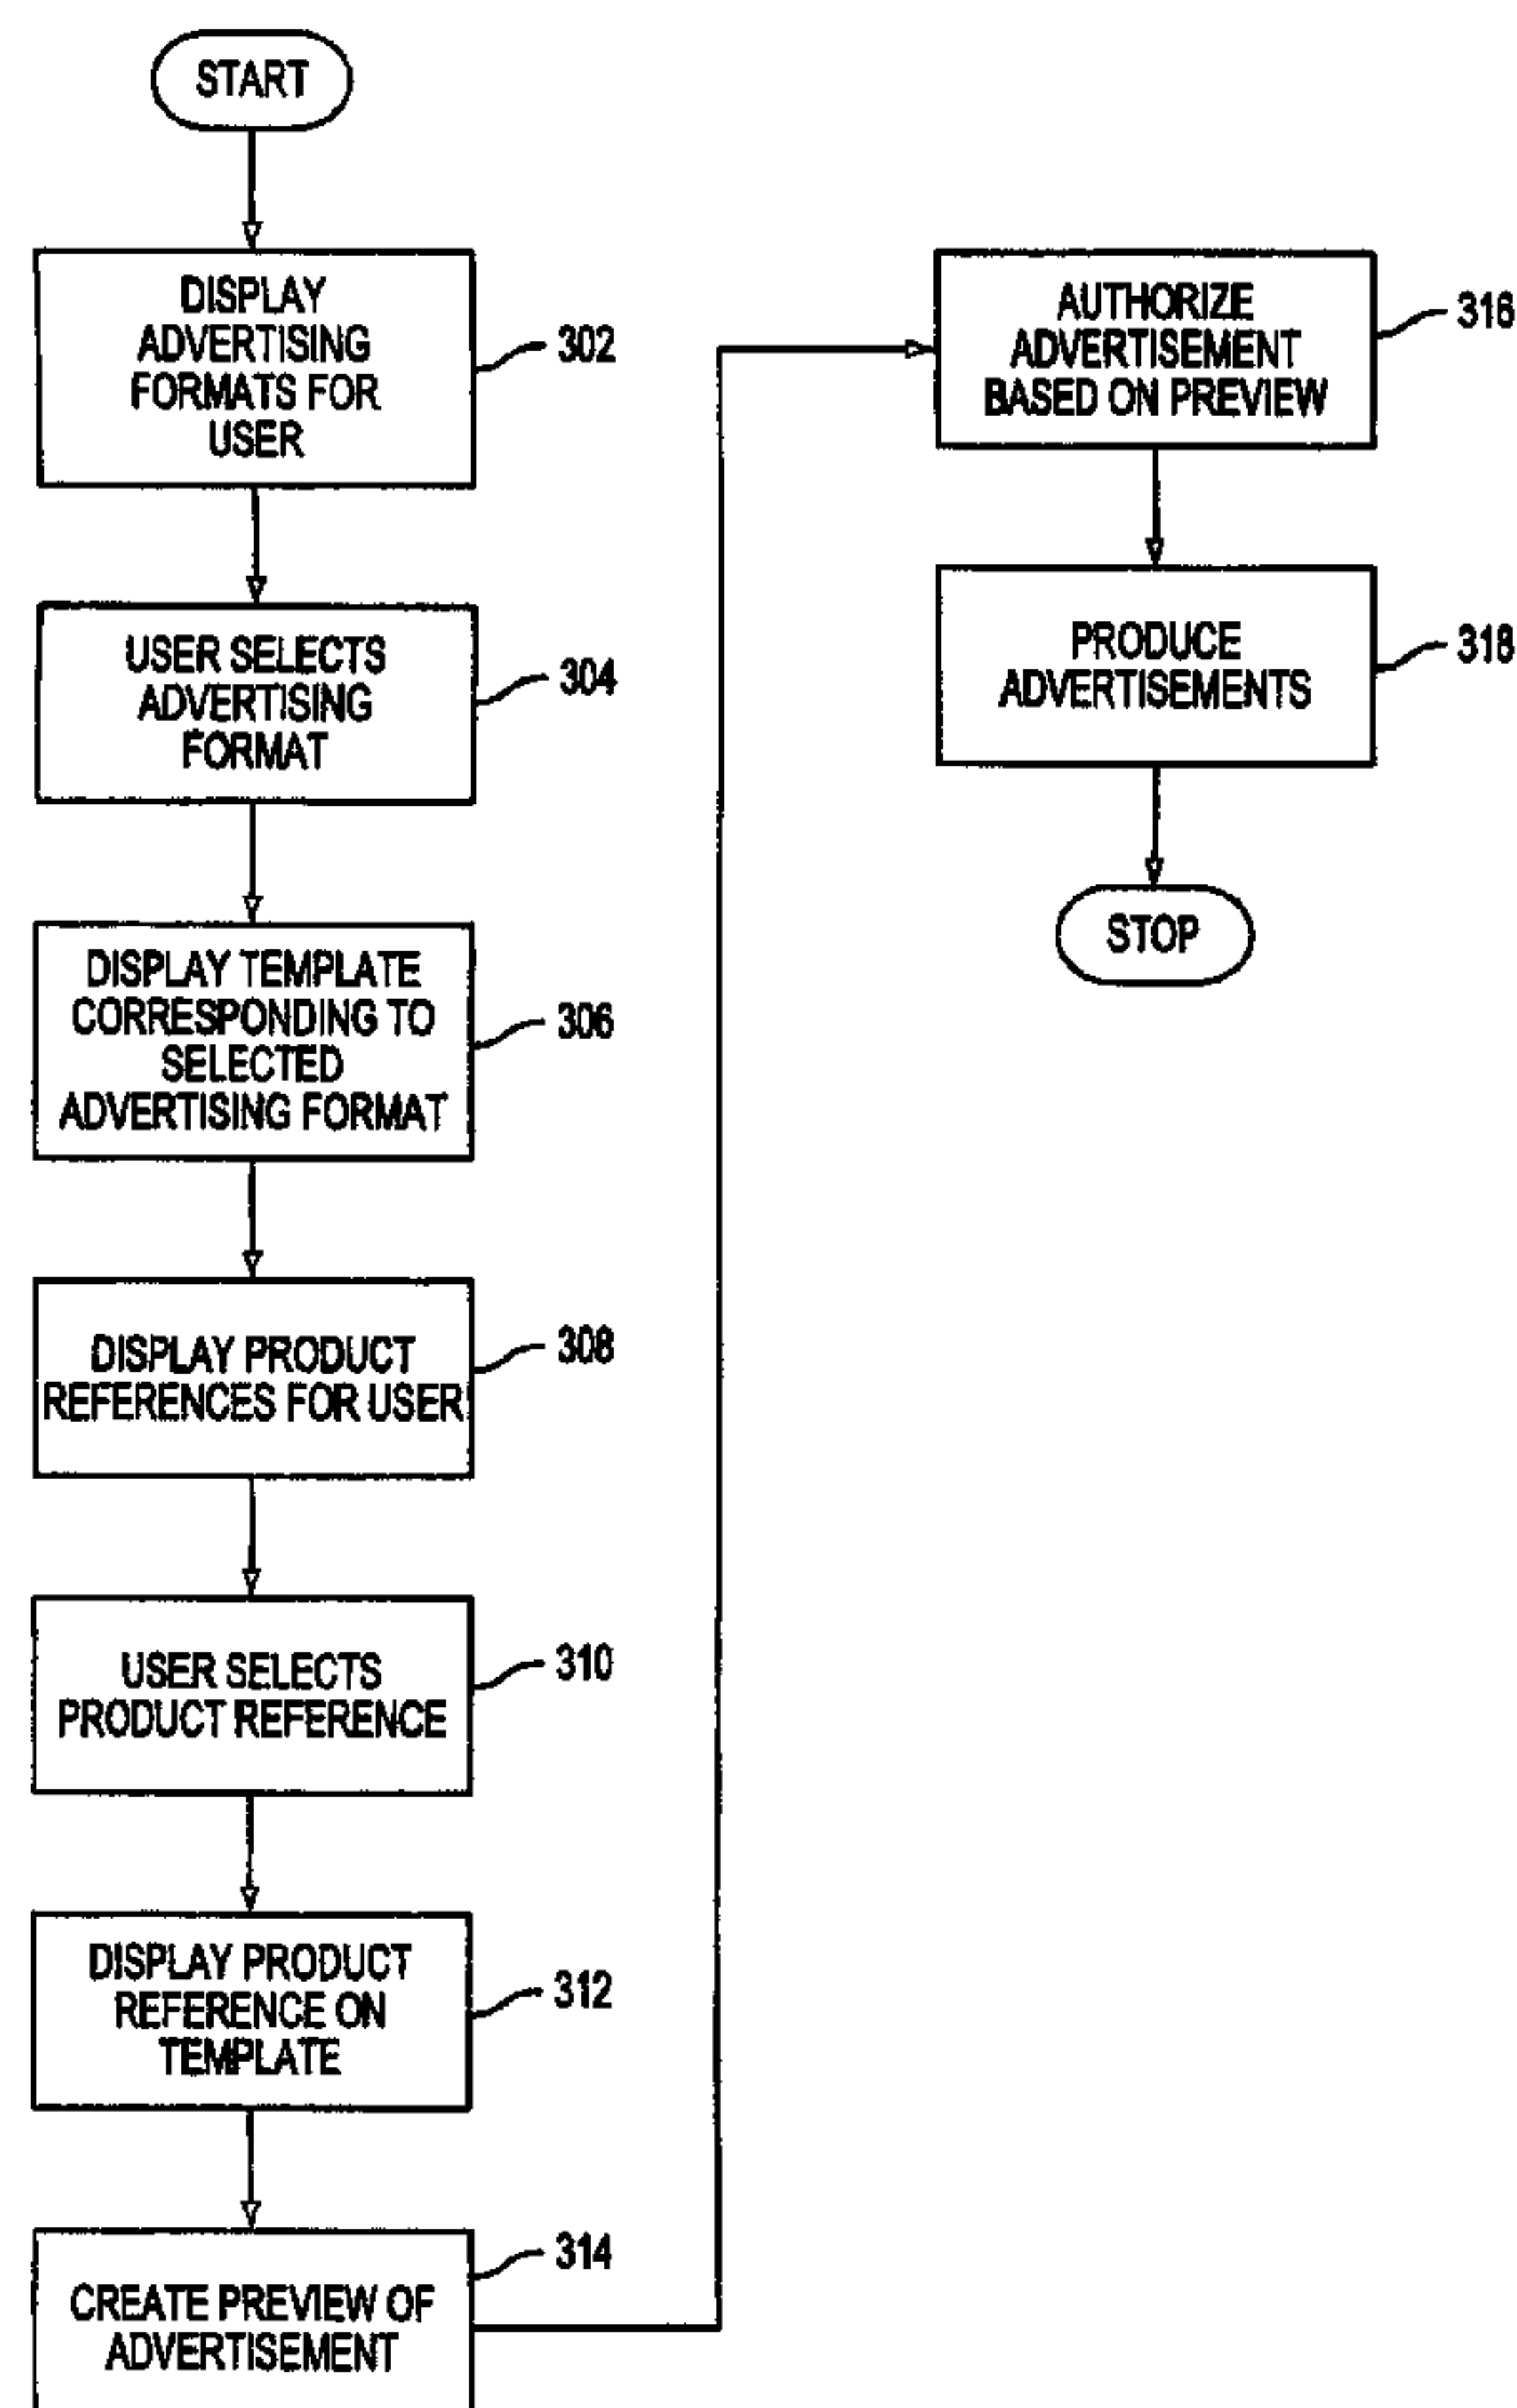 START
DISPLAY
ADVERTISING
FORMATS FOR
USER
302
USER SELECTS
ADVERTISING
FORMAT
304
DISPLAY TEMPLATE
CORRESPONDING TO
SELECTED
ADVERTISING FORMAT
306
DISPLAY PRODUCT
REFERENCES FOR USER
308
USER SELECTS
PRODUCT REFERENCE
310
DISPLAY PRODUCT
REFERENCE ON
TEMPLATE
312
CREATE PREVIEW OF
ADVERTISEMENT
314
AUTHORIZE
ADVERTISEMENT
BASED ON PREVIEW
316
PRODUCE
ADVERTISEMENTS
318
STOP